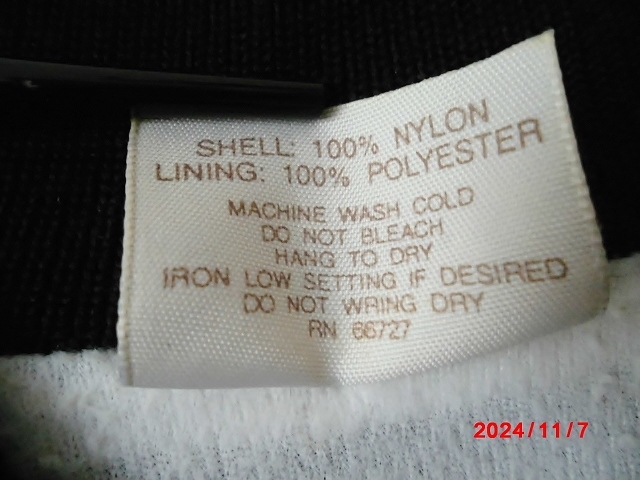 SHELL: 100% NYLON
LINING: 100% POLYESTER
MACHINE WASH COLD
DO NOT BLEACH
HANG TO DRY
IRON LOW SETTING IF DESIRED
DO NOT WRING DRY
RN 66727
2024/11/7